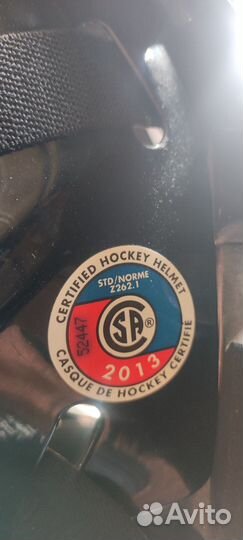 CERTIFIED HOCKEY HELMET
STD/NORME
Z262.1
52447
CSA®
2013
CASQUE DE HOCKEY CERTIFIÉ
Avito